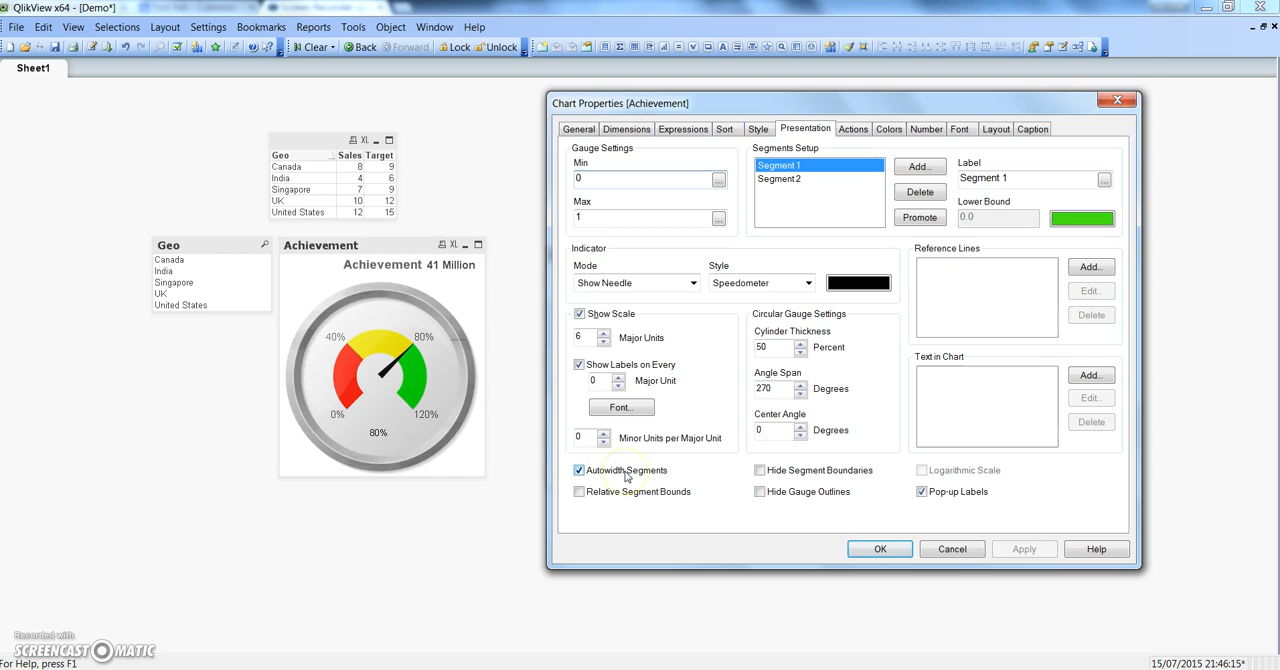 QlikView x64 - [Demo*]
File Edit View Selections Layout Settings Bookmarks Reports Tools Object Window Help
Clear Back Forward Lock Unlock
Sheet1
Chart Properties [Achievement]
General Dimensions Expressions Sort Style Presentation Actions Colors Number Font Layout Caption
Gauge Settings
Min
0
Max
1
Segments Setup
Segment 1
Segment 2
Add...
Delete
Promote
Label
Segment 1
Lower Bound
0.0
Indicator
Mode
Show Needle
Style
Speedometer
Reference Lines
Add...
Edit...
Delete
Show Scale
6 Major Units
Show Labels on Every
0 Major Unit
Font...
0 Minor Units per Major Unit
Circular Gauge Settings
Cylinder Thickness
50 Percent
Angle Span
270 Degrees
Center Angle
0 Degrees
Text in Chart
Add...
Edit...
Delete
Autowidth Segments
Relative Segment Bounds
Hide Segment Boundaries
Hide Gauge Outlines
Logarithmic Scale
Pop-up Labels
OK Cancel Apply Help
XL
Geo Sales Target
Canada 8 9
India 4 6
Singapore 7 9
UK 10 12
United States 12 15
Geo
Canada
India
Singapore
UK
United States
Achievement XL
Achievement 41 Million
40% 80%
0% 120%
80%
Recorded with
SCREENCAST MATIC
For Help, press F1
15/07/2015 21:46:15*